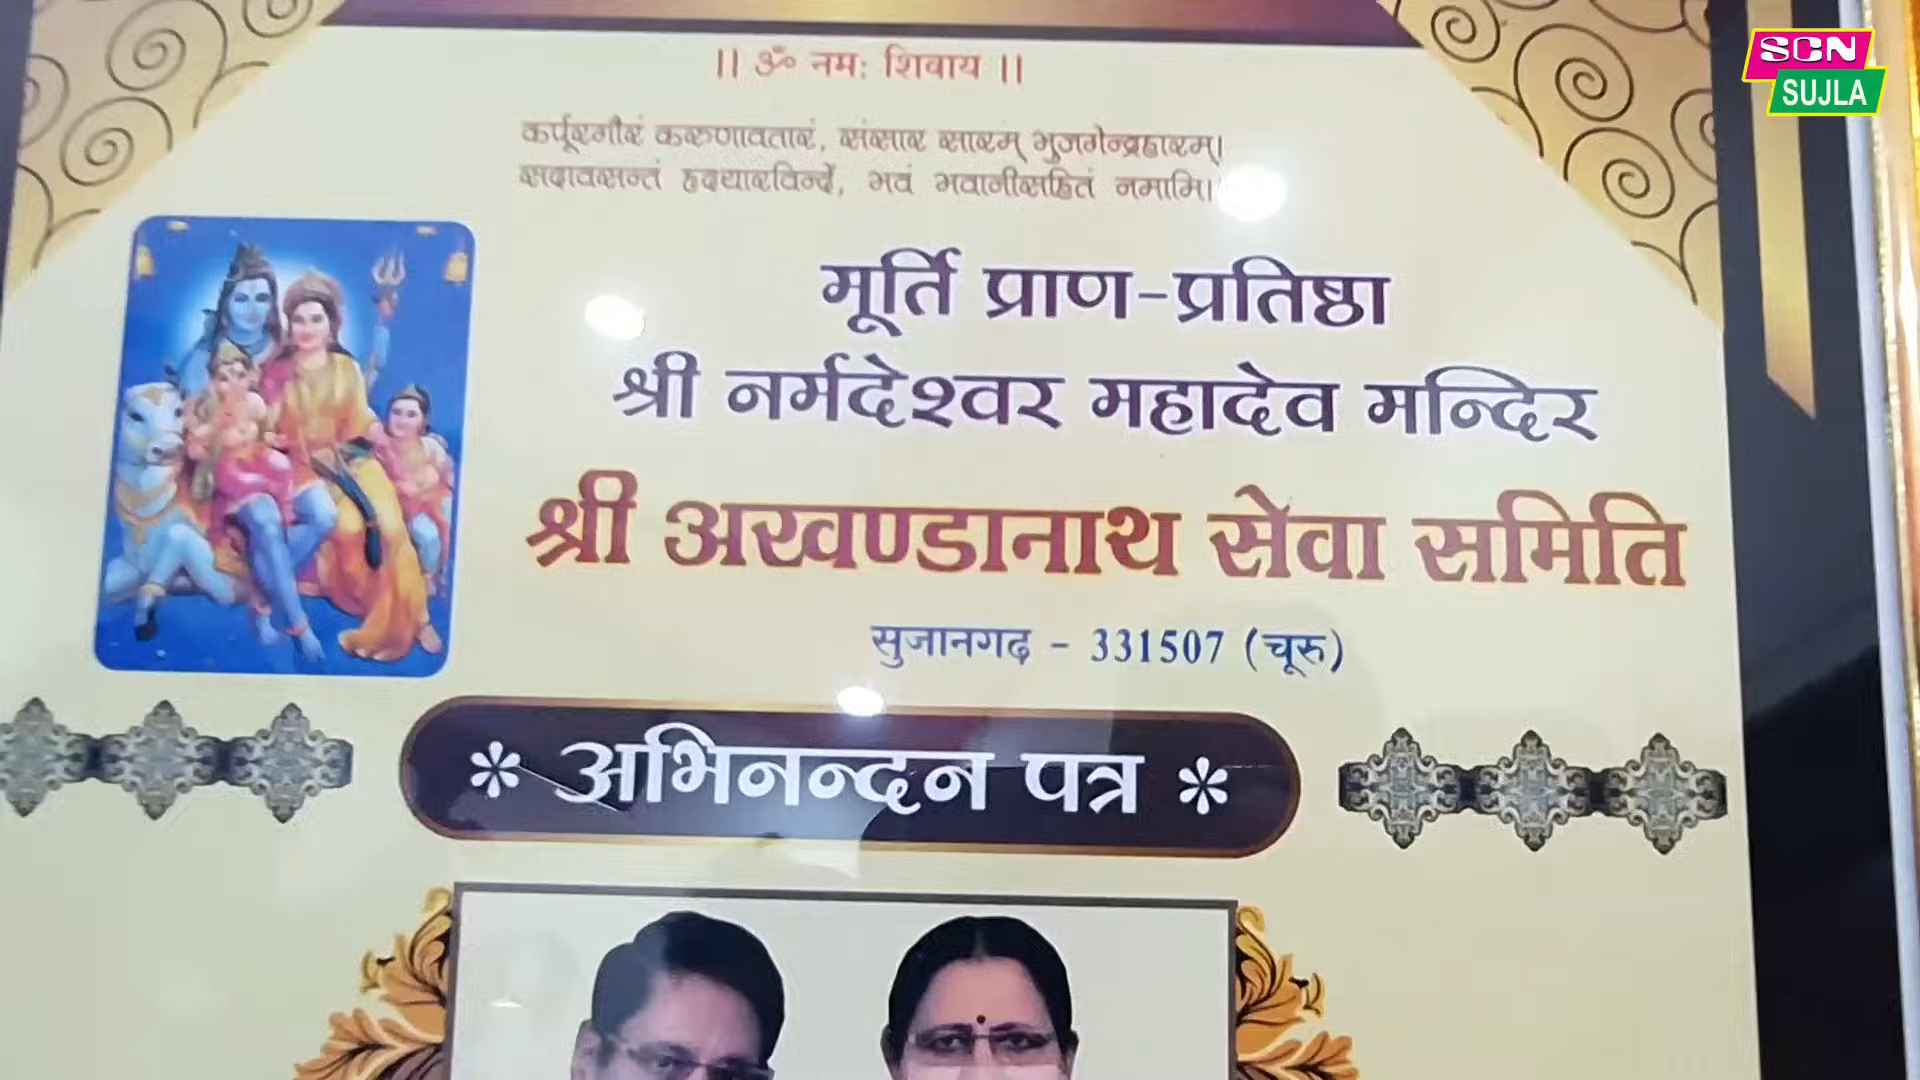 ।। ॐ नमः शिवाय ।।
SCN
SUJLA
कर्पूरगौरं करुणावतारं, संसार सारम् भुजगेन्द्रहारम्।
सदावसन्तं हृदयारविन्दें, भवं भवानीसहितं नमामि।
मूर्ति प्राण-प्रतिष्ठा
श्री नर्मदेश्वर महादेव मन्दिर
श्री अखण्डानाथ सेवा समिति
सुजानगढ़ - 331507 (चूरू)
* अभिनन्दन पत्र *